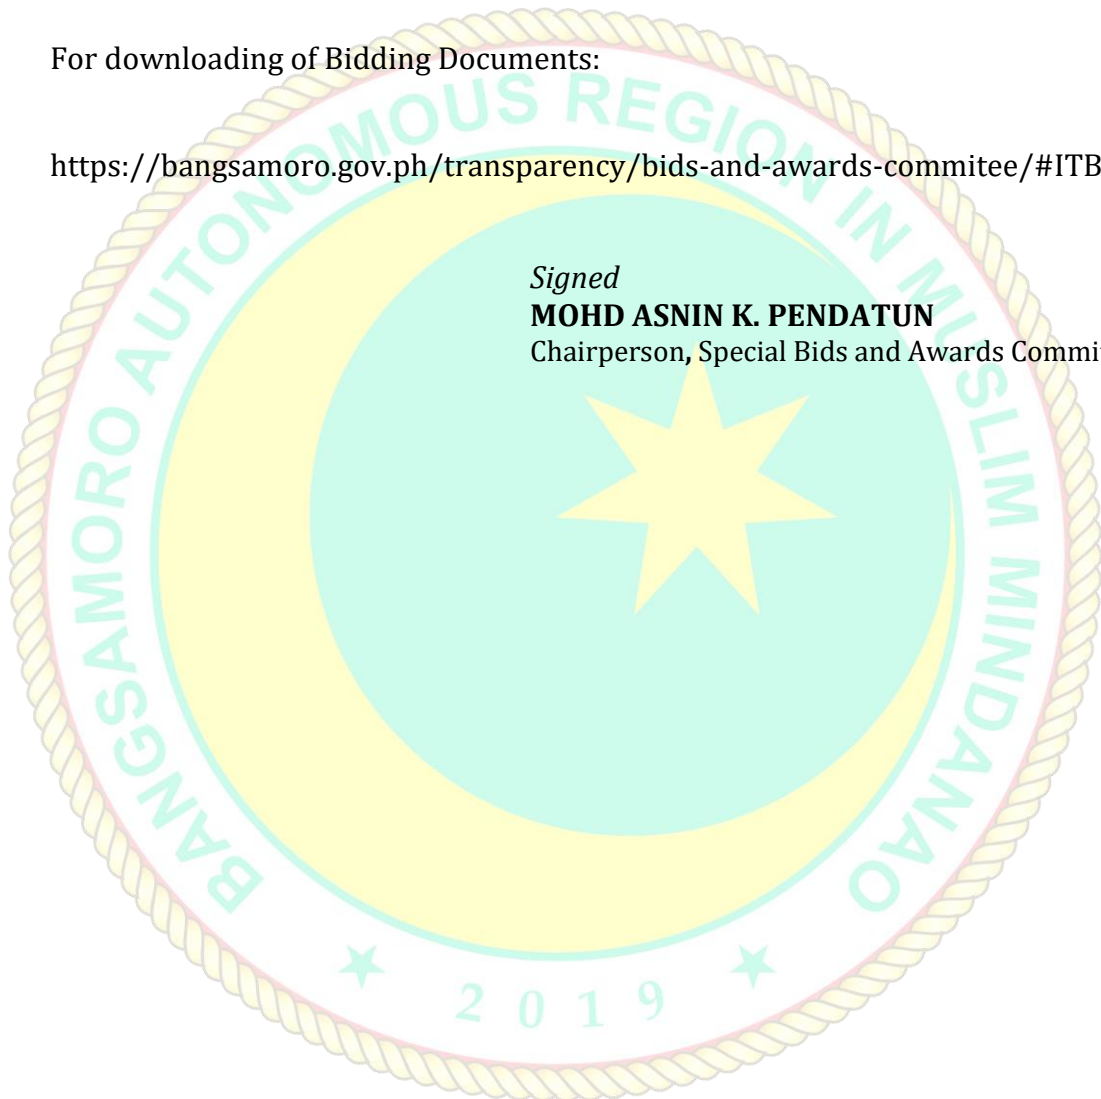 For downloading of Bidding Documents:
https://bangsamoro.gov.ph/transparency/bids-and-awards-commitee/#ITB
Signed
MOHD ASNIN K. PENDATUN
Chairperson, Special Bids and Awards Commi
BANGSAMORO AUTONOMOUS REGION IN MUSLIM MINDANAO
2019